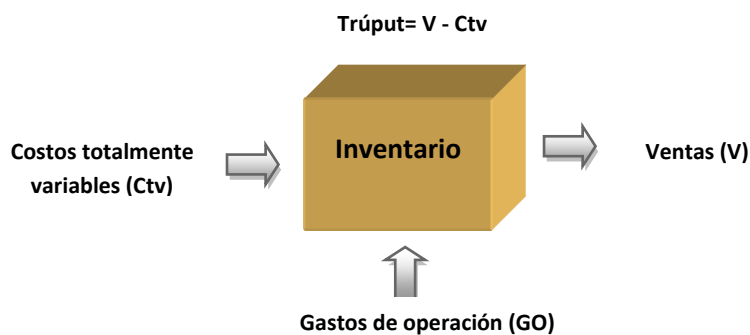 Trúput= V - Ctv
Inventario
Costos totalmente
variables (Ctv)
Ventas (V)
Gastos de operación (GO)